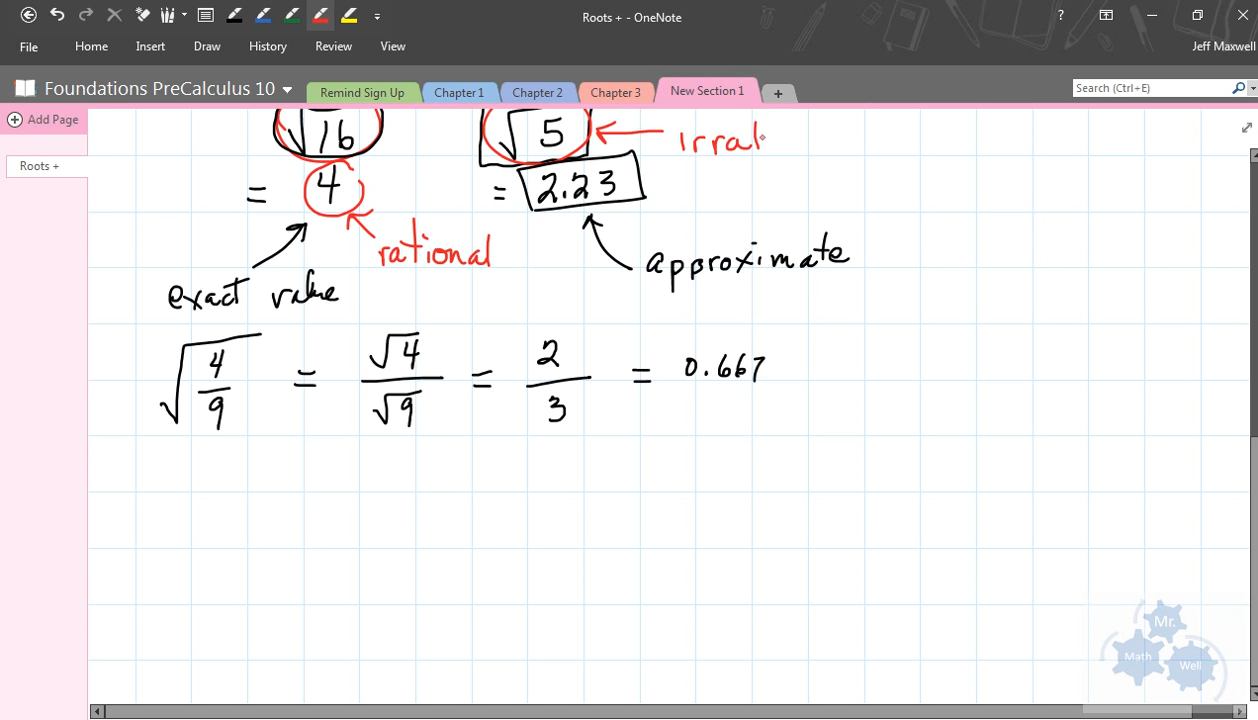 Roots + - OneNote
?
File Home Insert Draw History Review View
Jeff Maxwell
Foundations PreCalculus 10
Remind Sign Up
Chapter 1
Chapter 2
Chapter 3
New Section 1
Search (Ctrl+E)
Add Page
Roots +
√16 √5 ← irral
= 4 = 2.23
rational
approximate
exact value
√(4/9) = √4/√9 = 2/3 = 0.667
Mr.
Math
Well